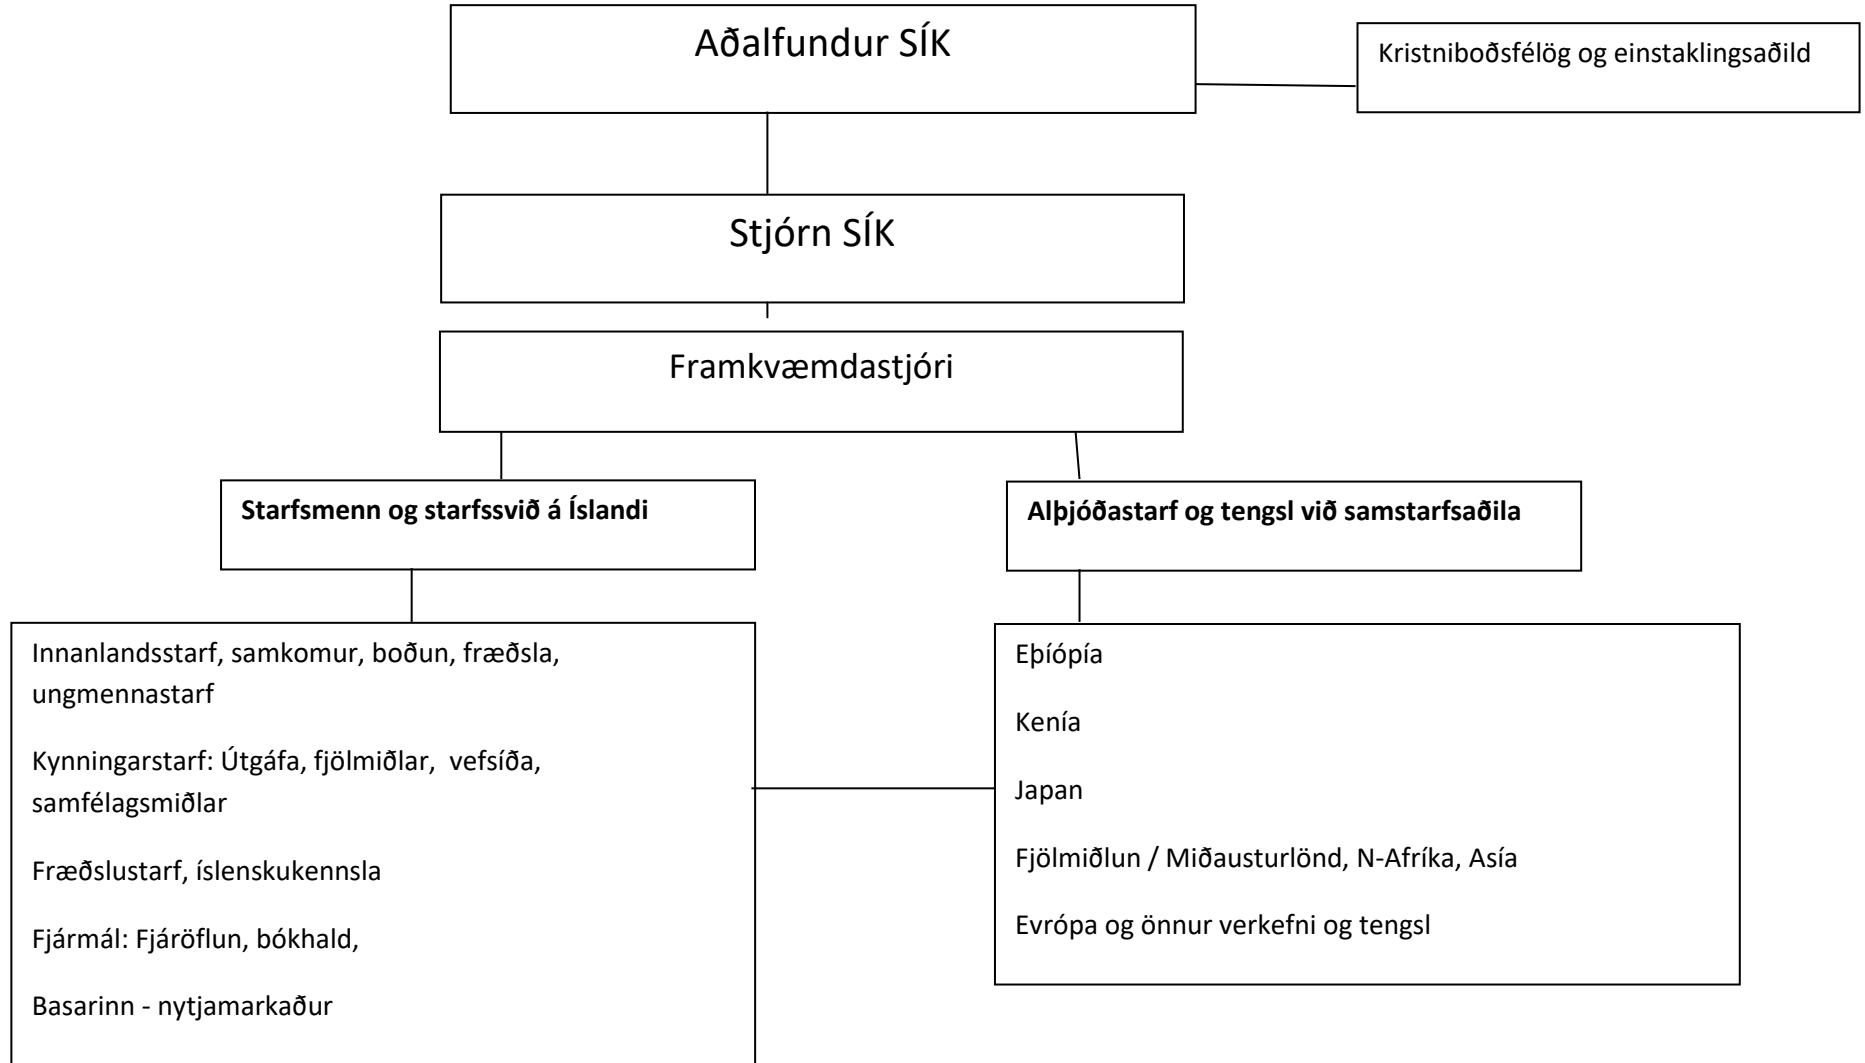 Aðalfundur SÍK
Kristniboðsfélög og einstaklingsaðild
Stjórn SÍK
Framkvæmdastjóri
Starfsmenn og starfssvið á Íslandi
Alþjóðastarf og tengsl við samstarfsaðila
Innanlandsstarf, samkomur, boðun, fræðsla,
ungmennastarf
Kynningarstarf: Útgáfa, fjölmiðlar, vefsíða,
samfélagsmiðlar
Fræðslustarf, íslenskukennsla
Fjármál: Fjáröflun, bókhald,
Basarinn - nytjamarkaður
Eþíópía
Kenía
Japan
Fjölmiðlun / Miðausturlönd, N-Afríka, Asía
Evrópa og önnur verkefni og tengsl